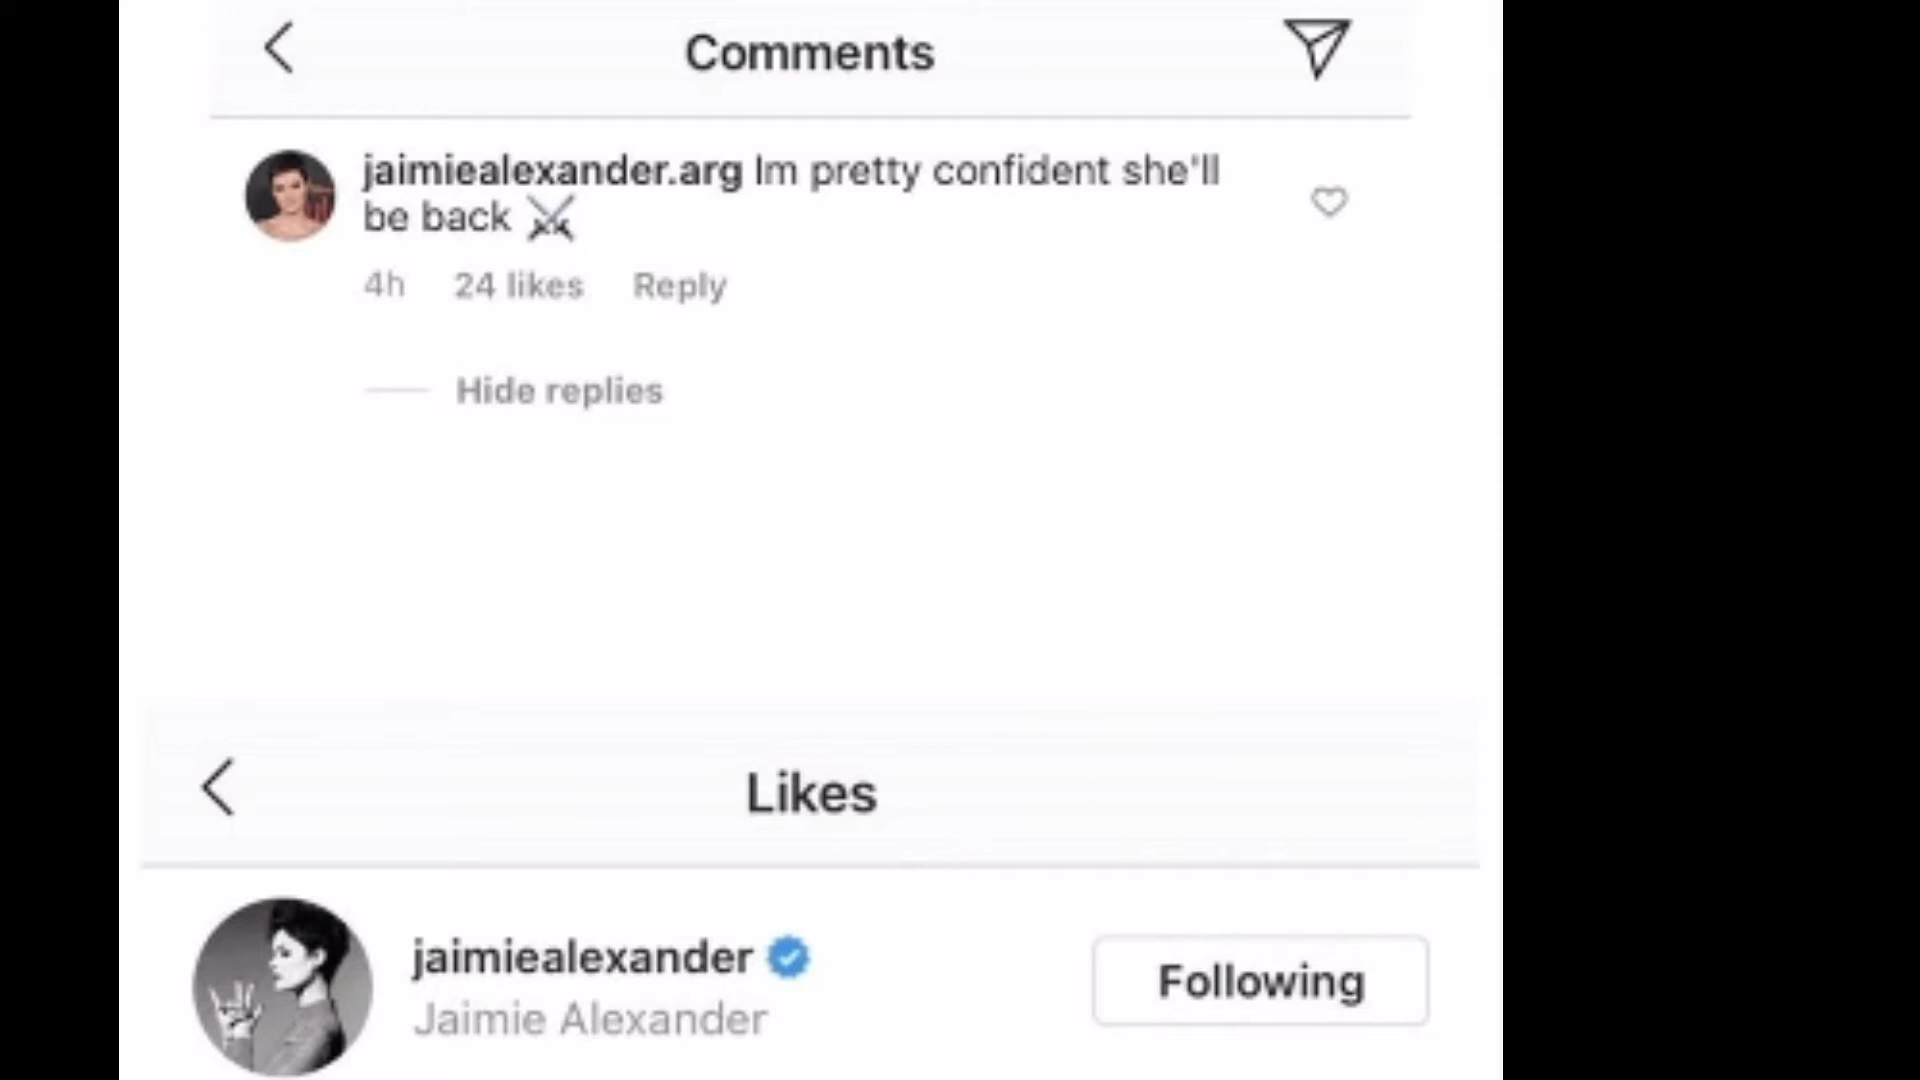 Comments
jaimiealexander.arg Im pretty confident she'll
be back ⚔
4h 24 likes Reply
Hide replies
Likes
jaimiealexander
Jaimie Alexander
Following